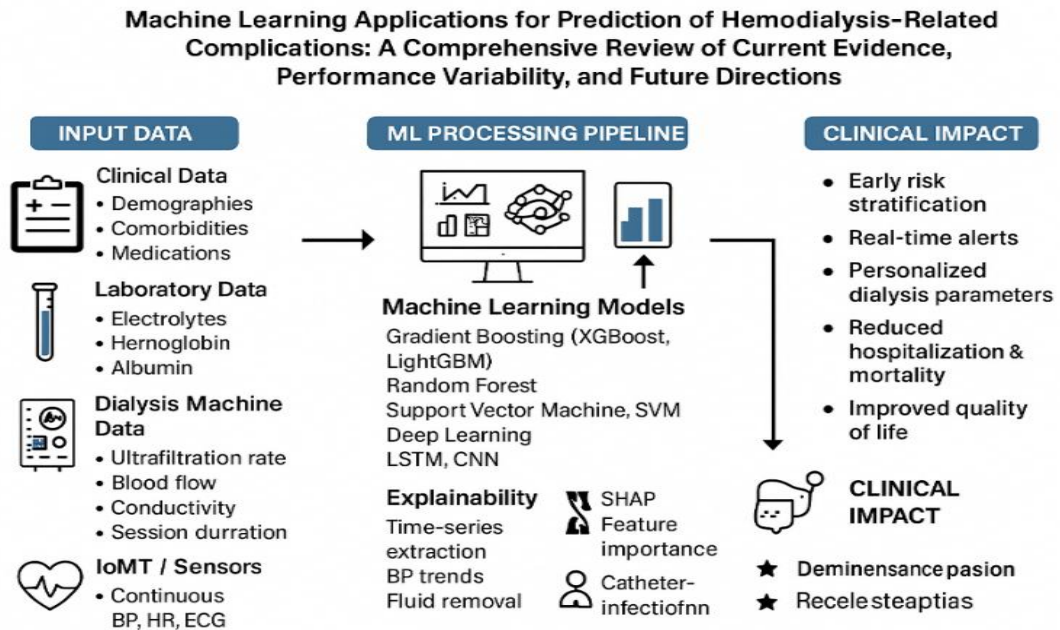 Machine Learning Applications for Prediction of Hemodialysis-Related
Complications: A Comprehensive Review of Current Evidence,
Performance Variability, and Future Directions
INPUT DATA
Clinical Data
• Demographies
• Comorbidities
• Medications
Laboratory Data
• Electrolytes
• Hernoglobin
• Albumin
Dialysis Machine
Data
• Ultrafiltration rate
• Blood flow
• Conductivity
• Session durration
IoMT / Sensors
• Continuous
BP, HR, ECG
ML PROCESSING PIPELINE
Machine Learning Models
Gradient Boosting (XGBoost,
LightGBM)
Random Forest
Support Vector Machine, SVM
Deep Learning
LSTM, CNN
Explainability
Time-series
extraction
BP trends
Fluid removal
SHAP
Feature
importance
Catheter-
infectiofnn
CLINICAL IMPACT
• Early risk
stratification
• Real-time alerts
• Personalized
dialysis parameters
• Reduced
hospitalization &
mortality
• Improved quality
of life
CLINICAL
IMPACT
★ Deminensance pasion
★ Recele steaptias